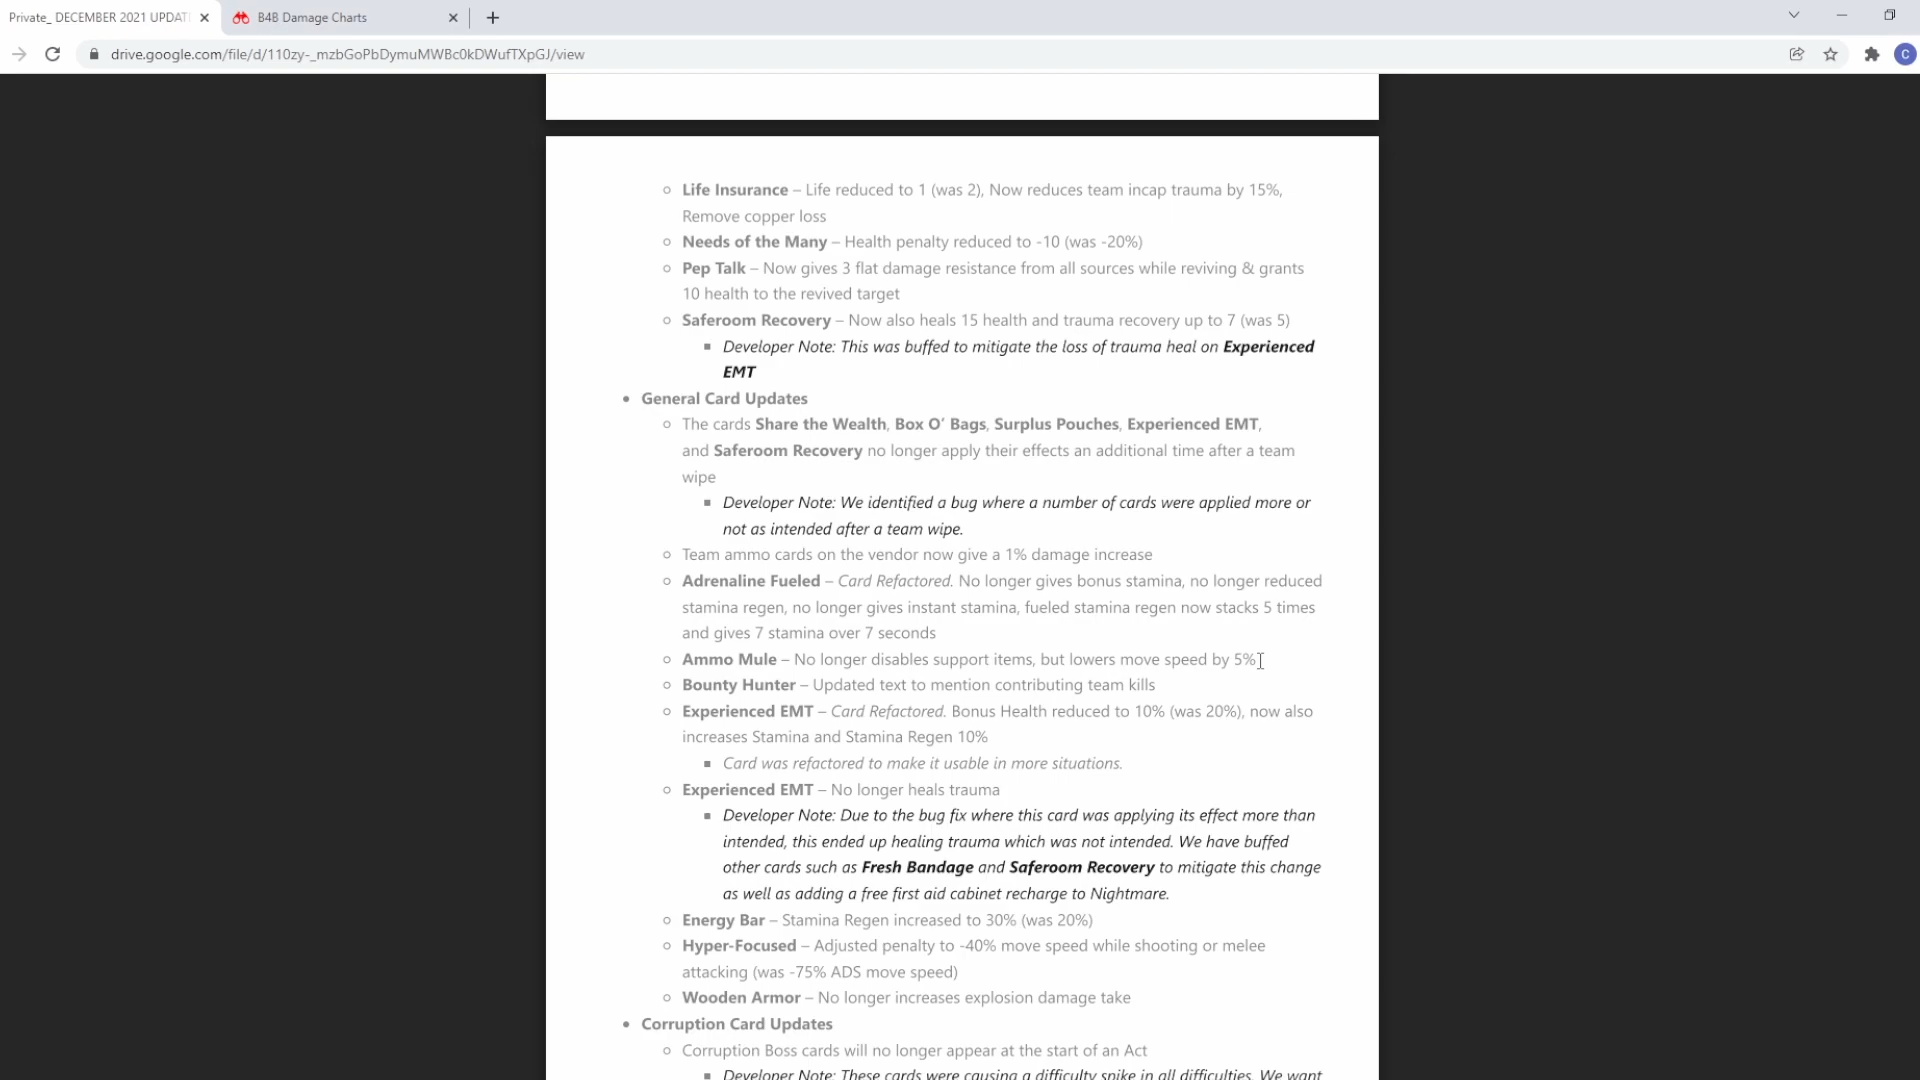 Private_ DECEMBER 2021 UPDAT
B4B Damage Charts
drive.google.com/file/d/110zy-_mzbGoPbDymuMWBc0kDWufTXpGJ/view
C
Life Insurance – Life reduced to 1 (was 2), Now reduces team incap trauma by 15%,
Remove copper loss
Needs of the Many – Health penalty reduced to -10 (was -20%)
Pep Talk – Now gives 3 flat damage resistance from all sources while reviving & grants
10 health to the revived target
Saferoom Recovery – Now also heals 15 health and trauma recovery up to 7 (was 5)
Developer Note: This was buffed to mitigate the loss of trauma heal on Experienced
EMT
General Card Updates
The cards Share the Wealth, Box O' Bags, Surplus Pouches, Experienced EMT,
and Saferoom Recovery no longer apply their effects an additional time after a team
wipe
Developer Note: We identified a bug where a number of cards were applied more or
not as intended after a team wipe.
Team ammo cards on the vendor now give a 1% damage increase
Adrenaline Fueled – Card Refactored. No longer gives bonus stamina, no longer reduced
stamina regen, no longer gives instant stamina, fueled stamina regen now stacks 5 times
and gives 7 stamina over 7 seconds
Ammo Mule – No longer disables support items, but lowers move speed by 5%
Bounty Hunter – Updated text to mention contributing team kills
Experienced EMT – Card Refactored. Bonus Health reduced to 10% (was 20%), now also
increases Stamina and Stamina Regen 10%
Card was refactored to make it usable in more situations.
Experienced EMT – No longer heals trauma
Developer Note: Due to the bug fix where this card was applying its effect more than
intended, this ended up healing trauma which was not intended. We have buffed
other cards such as Fresh Bandage and Saferoom Recovery to mitigate this change
as well as adding a free first aid cabinet recharge to Nightmare.
Energy Bar – Stamina Regen increased to 30% (was 20%)
Hyper-Focused – Adjusted penalty to -40% move speed while shooting or melee
attacking (was -75% ADS move speed)
Wooden Armor – No longer increases explosion damage take
Corruption Card Updates
Corruption Boss cards will no longer appear at the start of an Act
Developer Note: These cards were causing a difficulty spike in all difficulties. We want